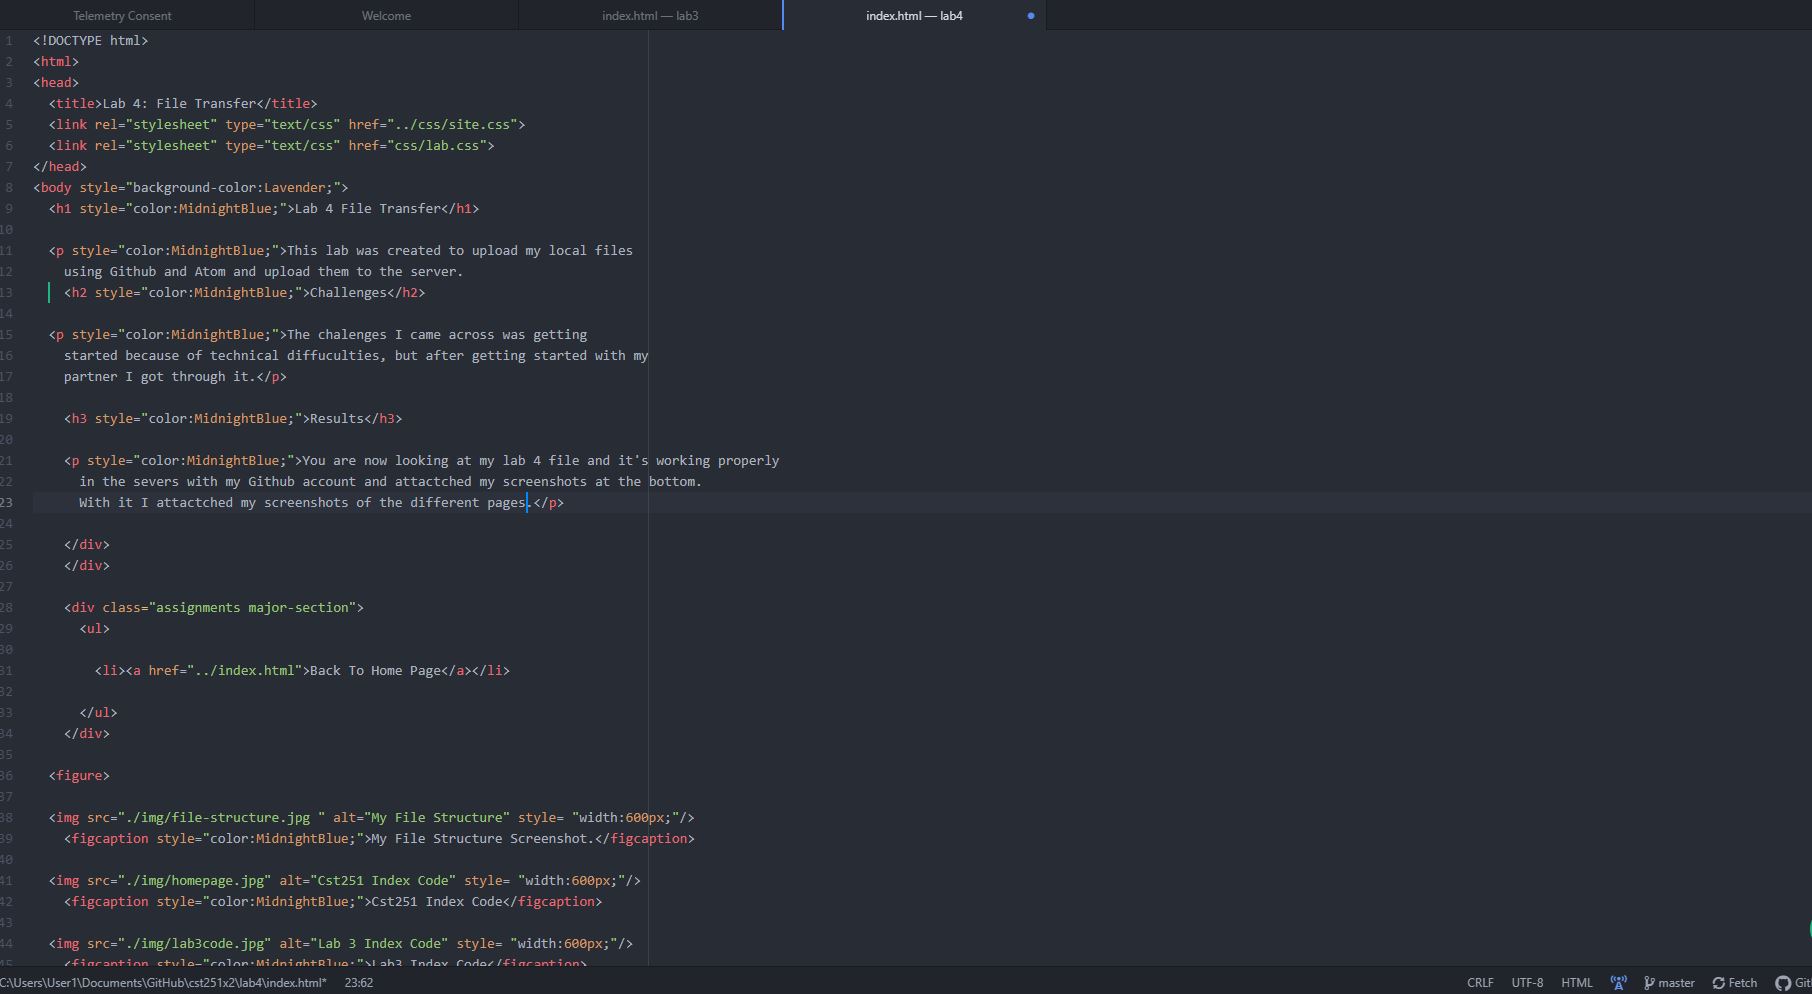 Telemetry Consent Welcome index.html — lab3 index.html — lab4
1 <!DOCTYPE html>
2 <html>
3 <head>
4 <title>Lab 4: File Transfer</title>
5 <link rel="stylesheet" type="text/css" href="../css/site.css">
6 <link rel="stylesheet" type="text/css" href="css/lab.css">
7 </head>
8 <body style="background-color:Lavender;">
9 <h1 style="color:MidnightBlue;">Lab 4 File Transfer</h1>
10
11 <p style="color:MidnightBlue;">This lab was created to upload my local files
12 using Github and Atom and upload them to the server.
13 <h2 style="color:MidnightBlue;">Challenges</h2>
14
15 <p style="color:MidnightBlue;">The chalenges I came across was getting
16 started because of technical diffuculties, but after getting started with my
17 partner I got through it.</p>
18
19 <h3 style="color:MidnightBlue;">Results</h3>
20
21 <p style="color:MidnightBlue;">You are now looking at my lab 4 file and it's working properly
22 in the severs with my Github account and attactched my screenshots at the bottom.
23 With it I attactched my screenshots of the different pages.</p>
24
25 </div>
26 </div>
27
28 <div class="assignments major-section">
29 <ul>
30
31 <li><a href="../index.html">Back To Home Page</a></li>
32
33 </ul>
34 </div>
35
36 <figure>
37
38 <img src="./img/file-structure.jpg " alt="My File Structure" style= "width:600px;"/>
39 <figcaption style="color:MidnightBlue;">My File Structure Screenshot.</figcaption>
40
41 <img src="./img/homepage.jpg" alt="Cst251 Index Code" style= "width:600px;"/>
42 <figcaption style="color:MidnightBlue;">Cst251 Index Code</figcaption>
43
44 <img src="./img/lab3code.jpg" alt="Lab 3 Index Code" style= "width:600px;"/>
45 <figcaption style="color:MidnightBlue;">Lab3 Index Code</figcaption>
C:\Users\User1\Documents\GitHub\cst251x2\lab4\index.html* 23:62 CRLF UTF-8 HTML master Fetch Git